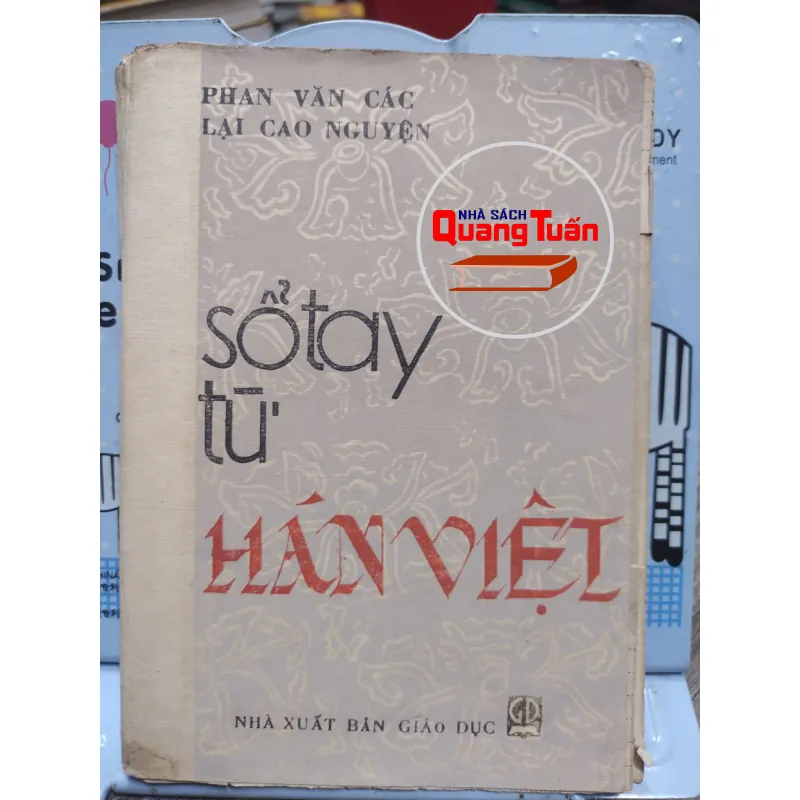 PHAN VĂN CÁC
LẠI CAO NGUYỆN
NHÀ SÁCH
Quang Tuấn
sổ tay
từ
HÁN VIỆT
NHÀ XUẤT BẢN GIÁO DỤC